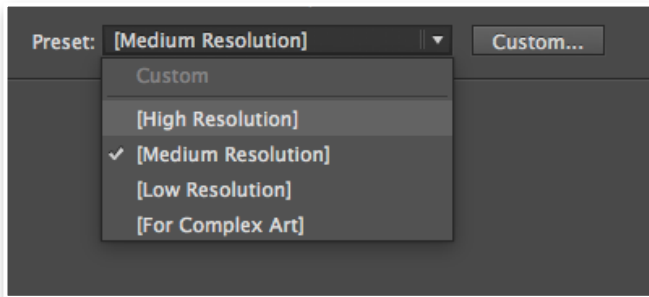 Preset: [Medium Resolution] Custom...
Custom
[High Resolution]
[Medium Resolution]
[Low Resolution]
[For Complex Art]